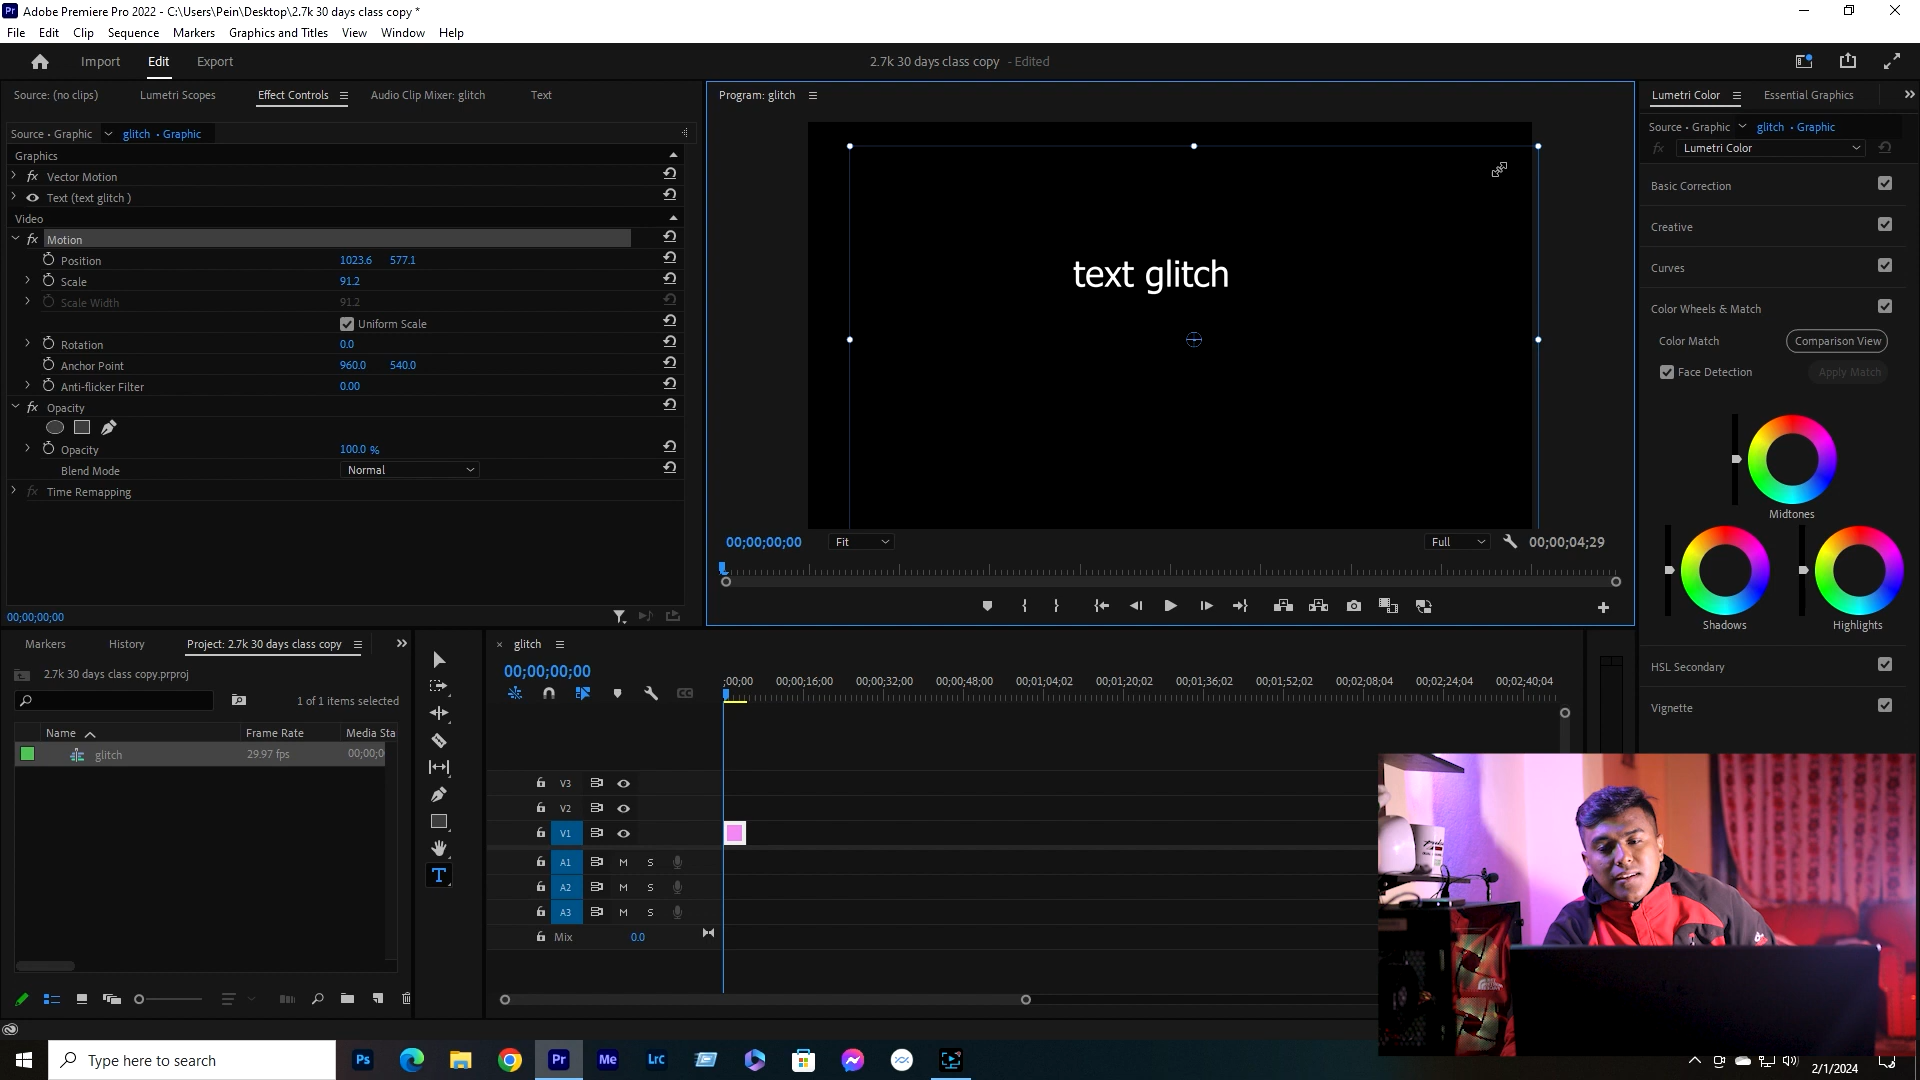 Pr Adobe Premiere Pro 2022 - C:\Users\Pein\Desktop\2.7k 30 days class copy *
File Edit Clip Sequence Markers Graphics and Titles View Window Help
Import Edit Export
2.7k 30 days class copy - Edited
Source: (no clips) Lumetri Scopes Effect Controls Audio Clip Mixer: glitch Text
Source • Graphic glitch • Graphic
Graphics
fx Vector Motion
Text (text glitch )
Video
fx Motion
Position 1023.6 577.1
Scale 91.2
Scale Width 91.2
Uniform Scale
Rotation 0.0
Anchor Point 960.0 540.0
Anti-flicker Filter 0.00
fx Opacity
Opacity 100.0 %
Blend Mode Normal
fx Time Remapping
00;00;00;00
Program: glitch
text glitch
00;00;00;00 Fit Full 00;00;04;29
Lumetri Color Essential Graphics
Source • Graphic glitch • Graphic
fx Lumetri Color
Basic Correction
Creative
Curves
Color Wheels & Match
Color Match Comparison View
Face Detection Apply Match
Midtones
Shadows Highlights
HSL Secondary
Vignette
Markers History Project: 2.7k 30 days class copy
2.7k 30 days class copy.prproj
1 of 1 items selected
Name Frame Rate Media Sta
glitch 29.97 fps 00;00;0
T
× glitch
00;00;00;00
;00;00 00;00;16;00 00;00;32;00 00;00;48;00 00;01;04;02 00;01;20;02 00;01;36;02 00;01;52;02 00;02;08;04 00;02;24;04 00;02;40;04
CC
V3
V2
V1
A1 M S
A2 M S
A3 M S
Mix 0.0
Type here to search
Ps Pr Me LrC
2/1/2024